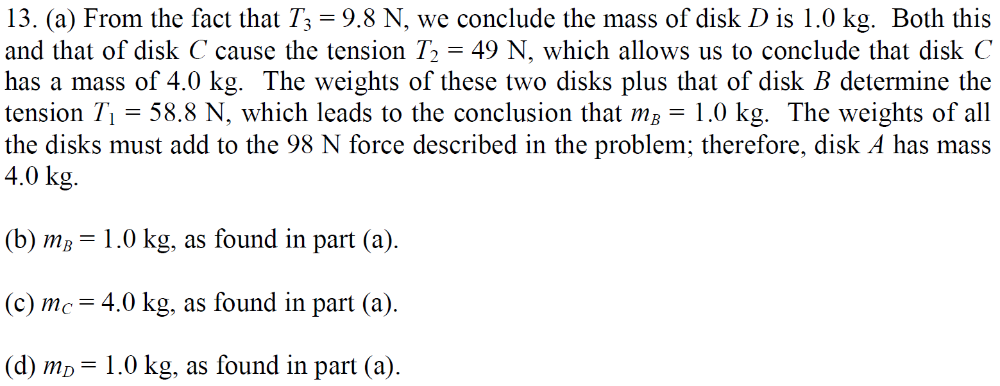 13. (a) From the fact that T₃ = 9.8 N, we conclude the mass of disk D is 1.0 kg. Both this
and that of disk C cause the tension T₂ = 49 N, which allows us to conclude that disk C
has a mass of 4.0 kg. The weights of these two disks plus that of disk B determine the
tension T₁ = 58.8 N, which leads to the conclusion that m_B = 1.0 kg. The weights of all
the disks must add to the 98 N force described in the problem; therefore, disk A has mass
4.0 kg.
(b) m_B = 1.0 kg, as found in part (a).
(c) m_C = 4.0 kg, as found in part (a).
(d) m_D = 1.0 kg, as found in part (a).